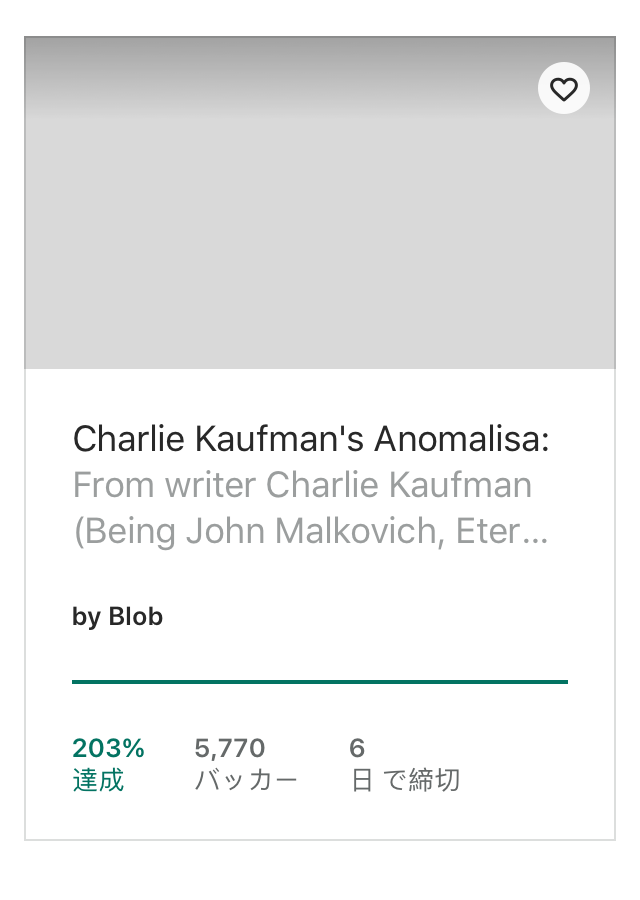 Charlie Kaufman's Anomalisa:
From writer Charlie Kaufman
(Being John Malkovich, Eter...
by Blob
203% 5,770 6
達成 バッカー 日 で締切